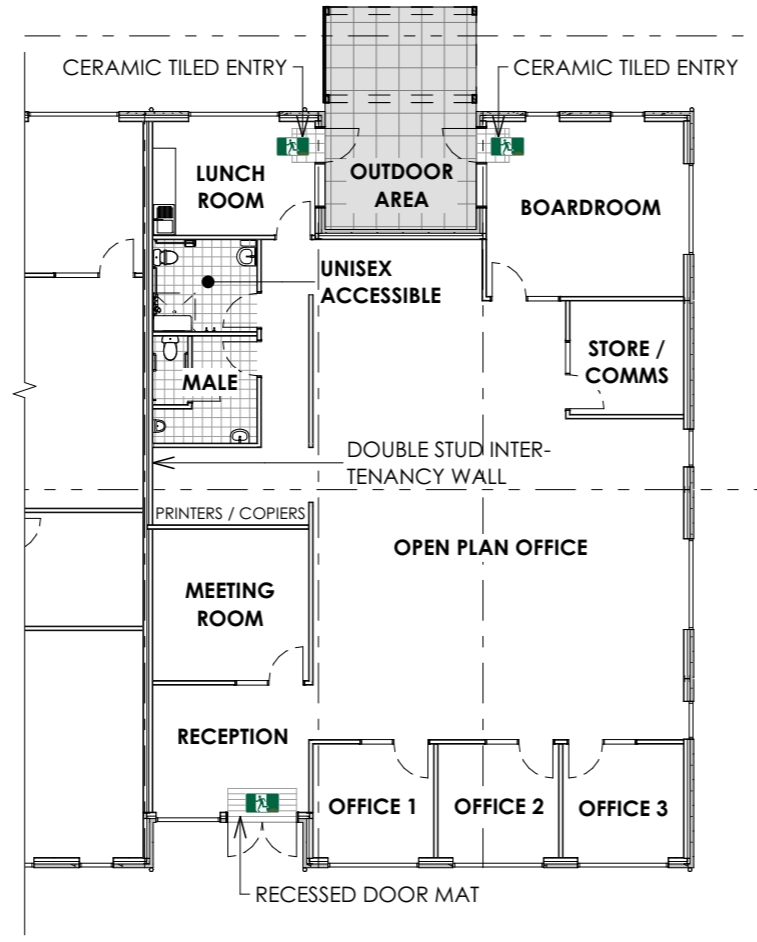 CERAMIC TILED ENTRY
CERAMIC TILED ENTRY
LUNCH
ROOM
OUTDOOR
AREA
BOARDROOM
UNISEX
ACCESSIBLE
STORE /
COMMS
MALE
DOUBLE STUD INTER-
TENANCY WALL
PRINTERS / COPIERS
OPEN PLAN OFFICE
MEETING
ROOM
RECEPTION
OFFICE 1
OFFICE 2
OFFICE 3
RECESSED DOOR MAT